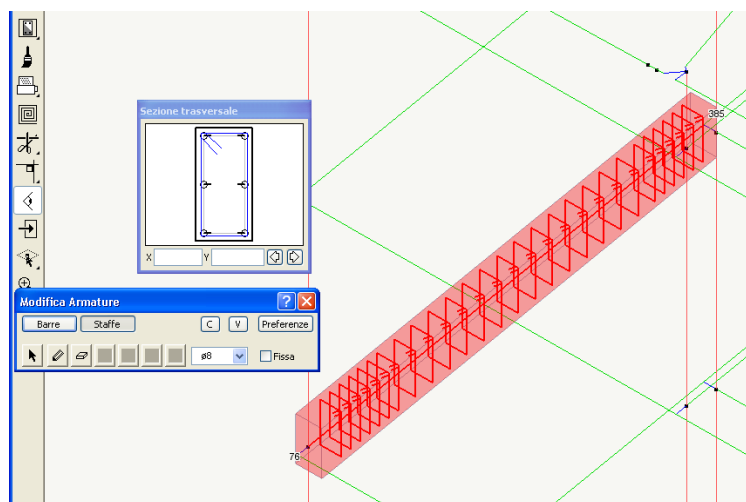 Sezione trasversale
X Y
Modifica Armature
Barre Staffe C V Preferenze
ø8 Fissa
385
76